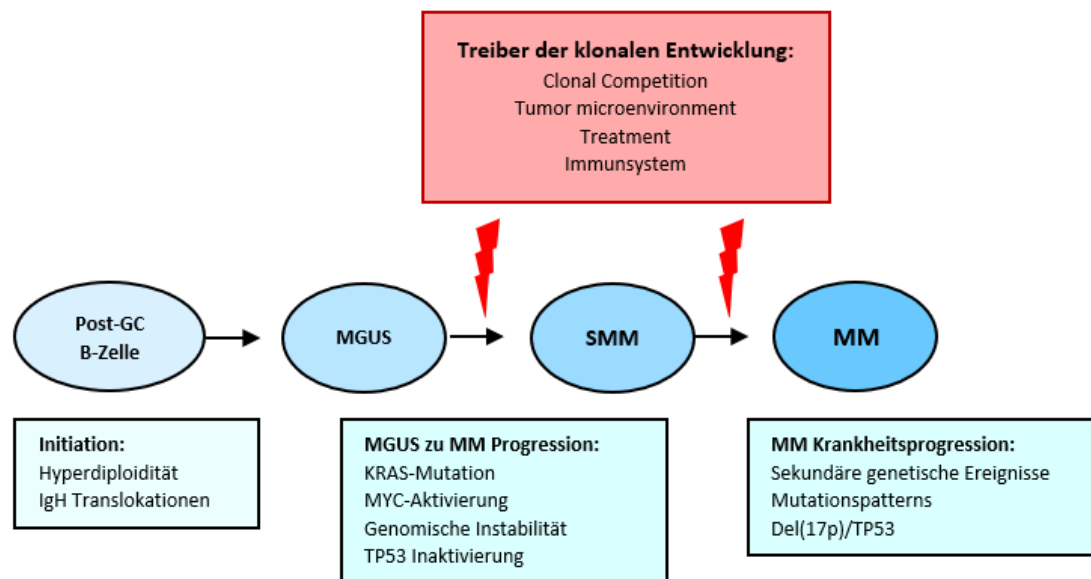 Treiber der klonalen Entwicklung:
Clonal Competition
Tumor microenvironment
Treatment
Immunsystem
Post-GC
B-Zelle
MGUS
SMM
MM
Initiation:
Hyperdiploidität
IgH Translokationen
MGUS zu MM Progression:
KRAS-Mutation
MYC-Aktivierung
Genomische Instabilität
TP53 Inaktivierung
MM Krankheitsprogression:
Sekundäre genetische Ereignisse
Mutationspatterns
Del(17p)/TP53